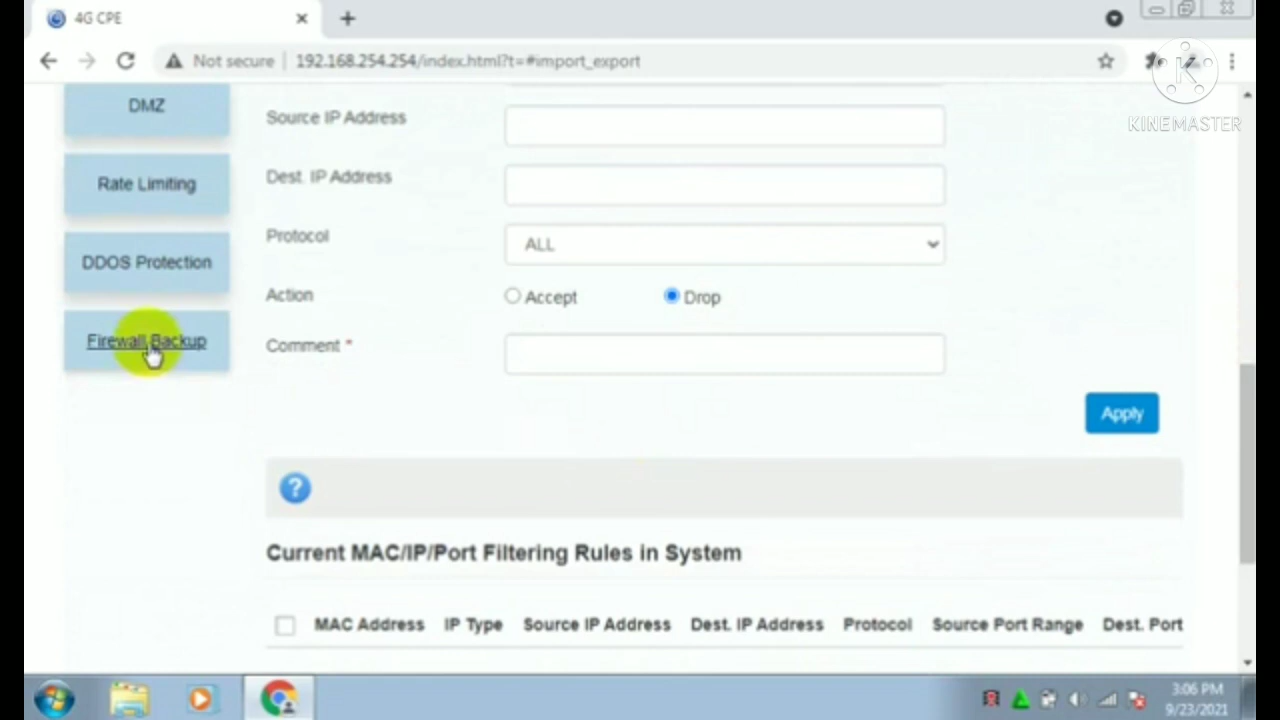 4G CPE
Not secure
192.168.254.254/index.html?t=#import_export
KINEMASTER
DMZ
Source IP Address
Rate Limiting
Dest. IP Address
Protocol
ALL
DDOS Protection
Action
Accept
Drop
Firewall Backup
Comment *
Apply
?
Current MAC/IP/Port Filtering Rules in System
MAC Address IP Type Source IP Address Dest. IP Address Protocol Source Port Range Dest. Port
3:06 PM
9/23/2021